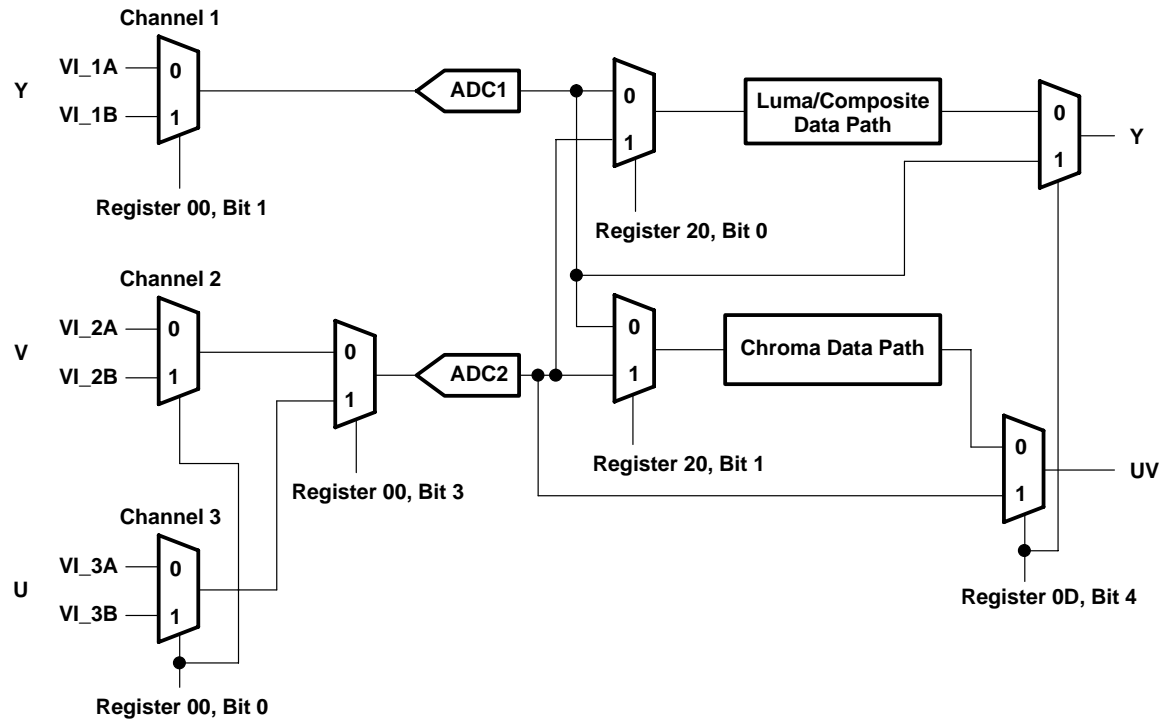 Channel 1
VI_1A
0
Y
VI_1B
1
ADC1
0
1
Luma/Composite
Data Path
0
1
Y
Register 00, Bit 1
Register 20, Bit 0
Channel 2
VI_2A
0
V
VI_2B
1
0
1
ADC2
0
1
Chroma Data Path
Register 00, Bit 3
Register 20, Bit 1
0
1
UV
Channel 3
VI_3A
0
U
VI_3B
1
Register 0D, Bit 4
Register 00, Bit 0